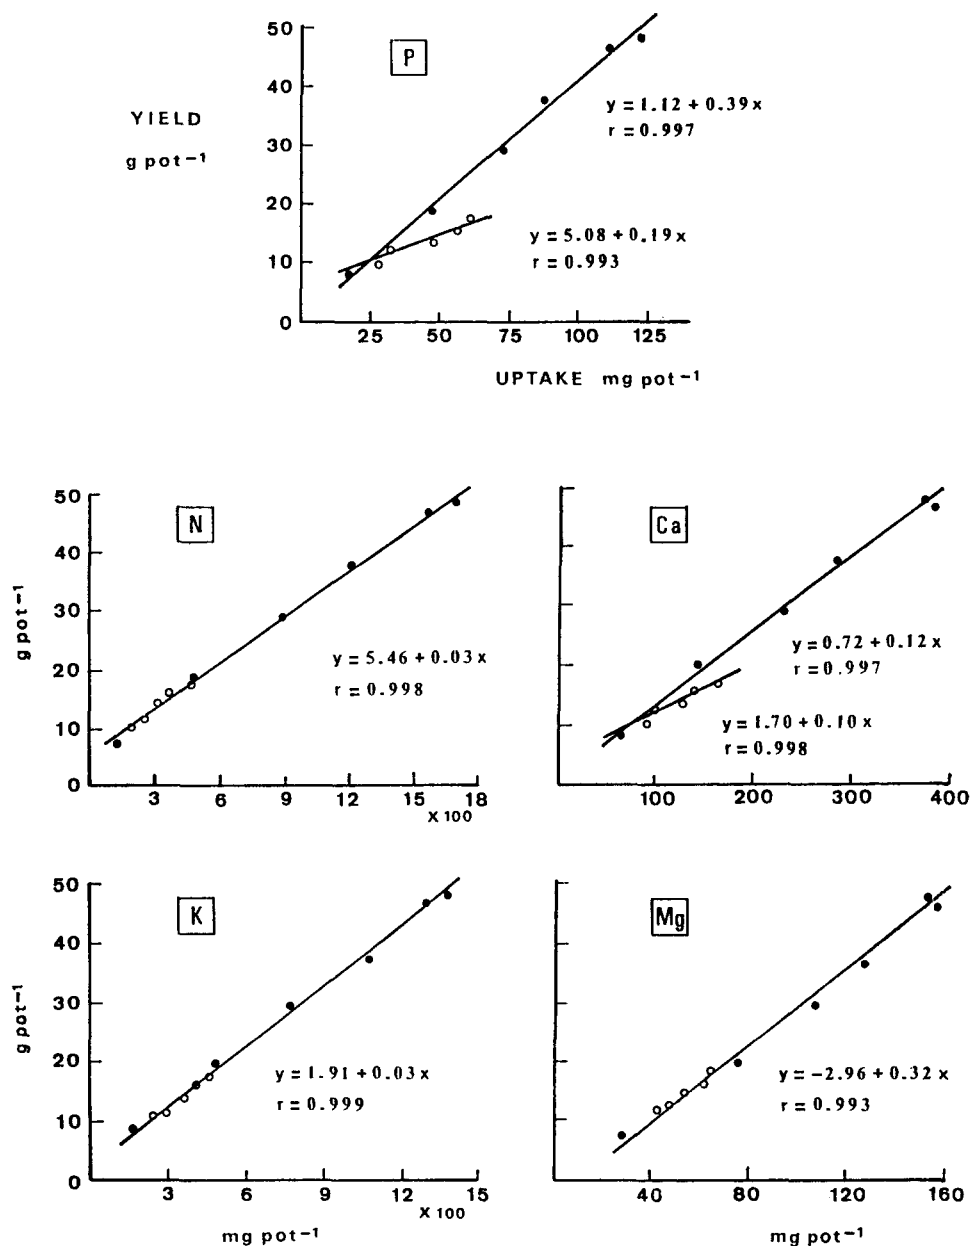 P
YIELD
g pot⁻¹
50
40
30
20
10
0
y = 1.12 + 0.39x
r = 0.997
y = 5.08 + 0.19x
r = 0.993
25 50 75 100 125
UPTAKE mg pot⁻¹
N
g pot⁻¹
50
40
30
20
10
0
y = 5.46 + 0.03x
r = 0.998
3 6 9 12 15 18
X 100
Ca
y = 0.72 + 0.12x
r = 0.997
y = 1.70 + 0.10x
r = 0.998
100 200 300 400
K
g pot⁻¹
50
40
30
20
10
0
y = 1.91 + 0.03x
r = 0.999
3 6 9 12 15
X 100
mg pot⁻¹
Mg
y = −2.96 + 0.32x
r = 0.993
40 80 120 160
mg pot⁻¹